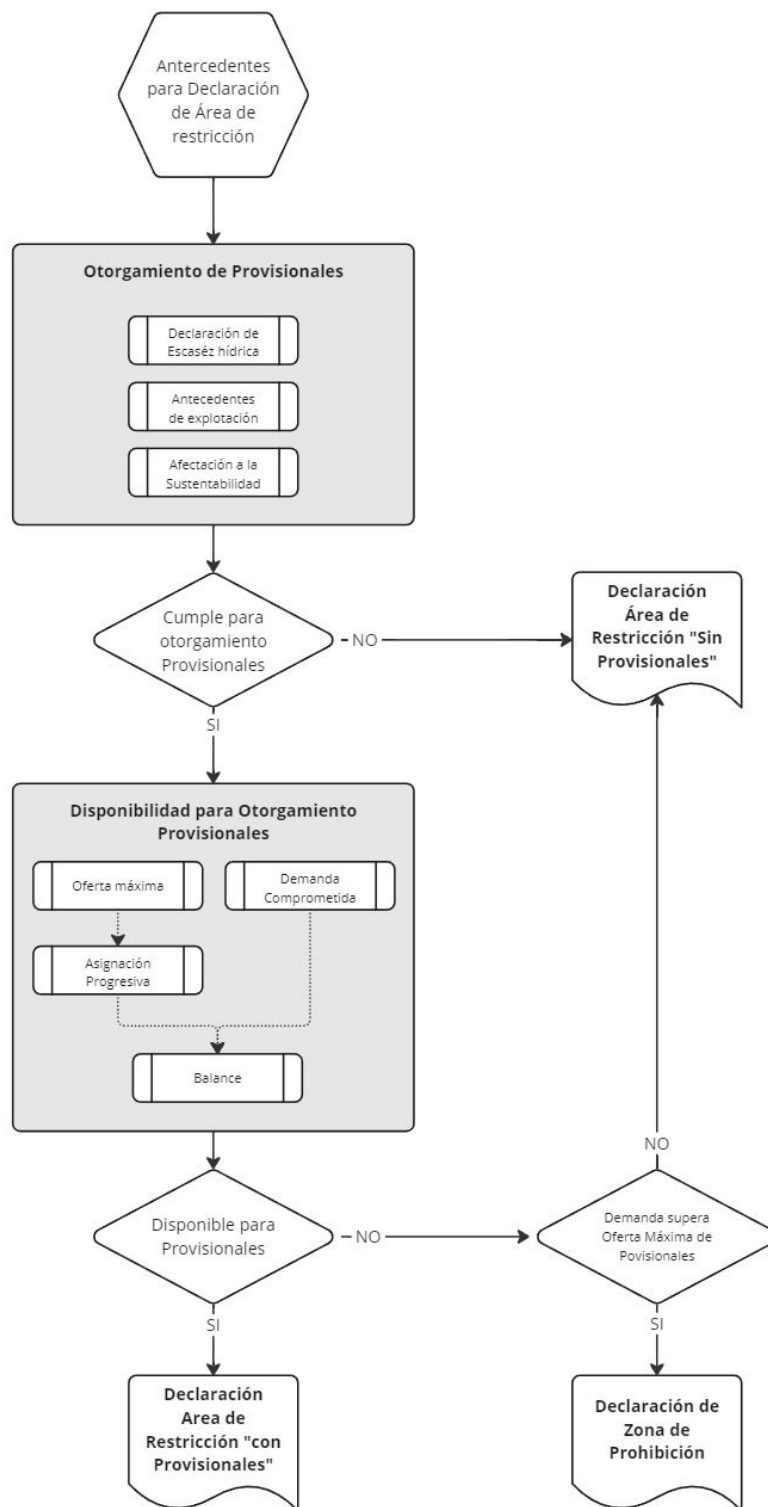 Antercedentes
para Declaración
de Área de
restricción
Otorgamiento de Provisionales
Declaración de
Escaséz hídrica
Antecedentes
de explotación
Afectación a la
Sustentabilidad
Cumple para
otorgamiento
Provisionales
NO
Declaración
Área de
Restricción "Sin
Provisionales"
SI
Disponibilidad para Otorgamiento
Provisionales
Oferta máxima
Demanda
Comprometida
Asignación
Progresiva
Balance
NO
Disponible para
Provisionales
NO
Demanda supera
Oferta Máxima de
Povisionales
SI
SI
Declaración
Area de
Restricción "con
Provisionales"
Declaración de
Zona de
Prohibición